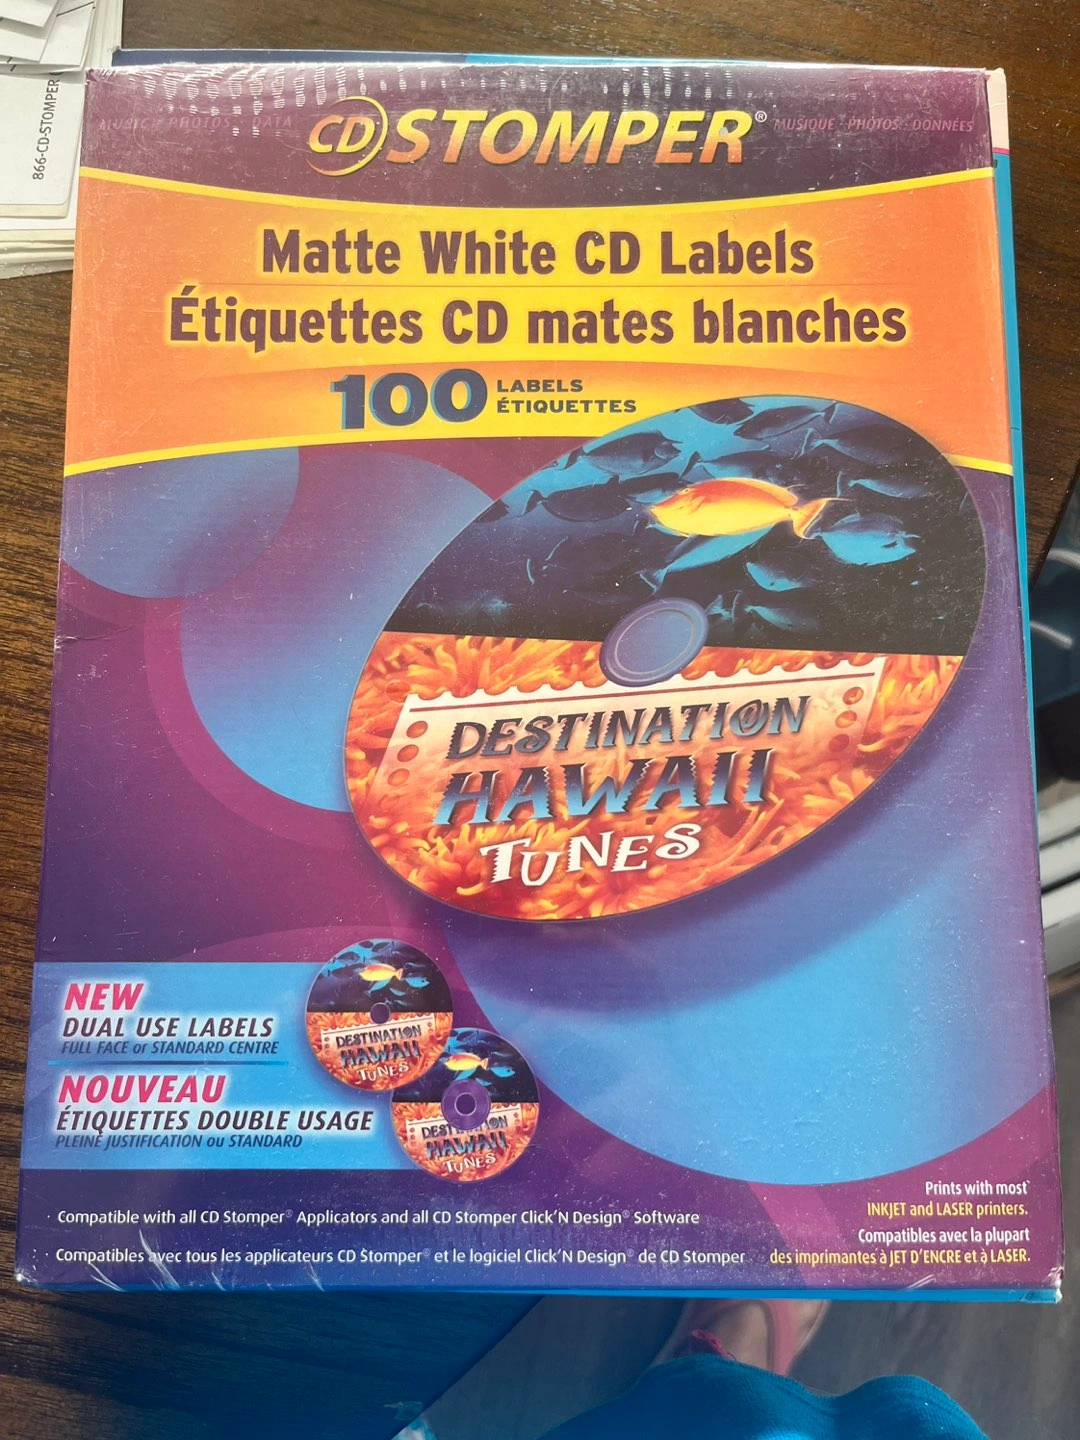 866-CD-STOMPER
MUSIC PHOTOS DATA
CD STOMPER®
MUSIQUE · PHOTOS · DONNÉES
Matte White CD Labels
Étiquettes CD mates blanches
100 LABELS
ÉTIQUETTES
DESTINATION
HAWAII
TUNES
NEW
DUAL USE LABELS
FULL FACE or STANDARD CENTRE
NOUVEAU
ÉTIQUETTES DOUBLE USAGE
PLEINE JUSTIFICATION ou STANDARD
DESTINATION
HAWAII
TUNES
DESTINATION
HAWAII
TUNES
Prints with most
INKJET and LASER printers.
Compatibles avec la plupart
des imprimantes à JET D'ENCRE et à LASER.
· Compatible with all CD Stomper® Applicators and all CD Stomper Click'N Design® Software
· Compatibles avec tous les applicateurs CD Stomper® et le logiciel Click'N Design® de CD Stomper